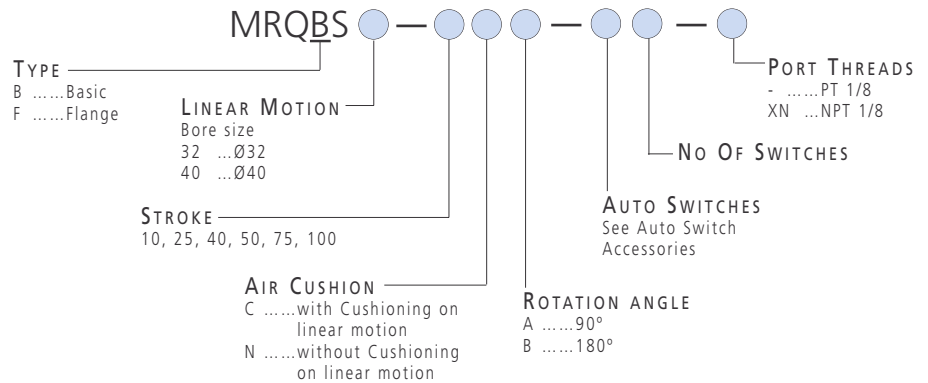 MRQBS — —  —
TYPE
B ......Basic
F ......Flange
LINEAR MOTION
Bore size
32 ...Ø32
40 ...Ø40
STROKE
10, 25, 40, 50, 75, 100
AIR CUSHION
C ......with Cushioning on
linear motion
N ......without Cushioning
on linear motion
ROTATION ANGLE
A ......90º
B ......180º
AUTO SWITCHES
See Auto Switch
Accessories
NO OF SWITCHES
PORT THREADS
- ......PT 1/8
XN ...NPT 1/8